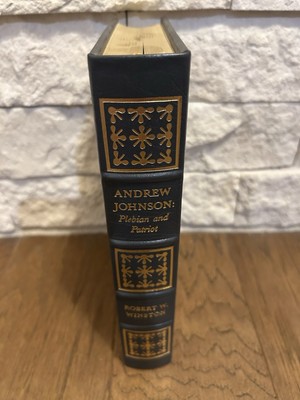 ANDREW
JOHNSON:
Plebian and
Patriot
ROBERT W.
WINSTON